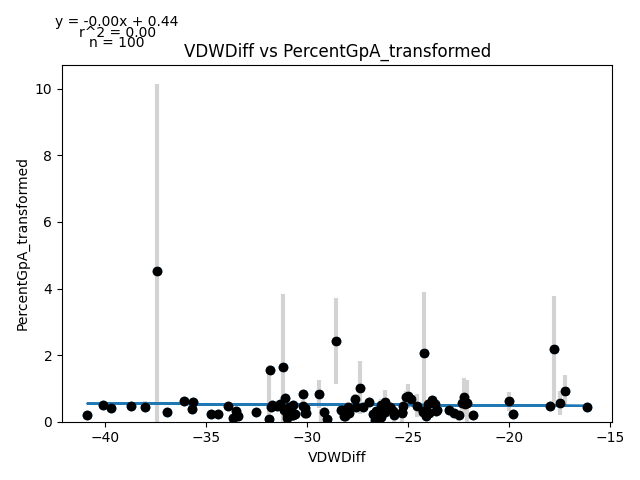 y = -0.00x + 0.44
r^2 = 0.00
n = 100
VDWDiff vs PercentGpA_transformed
PercentGpA_transformed
10
8
6
4
2
0
−40 −35 −30 −25 −20 −15
VDWDiff